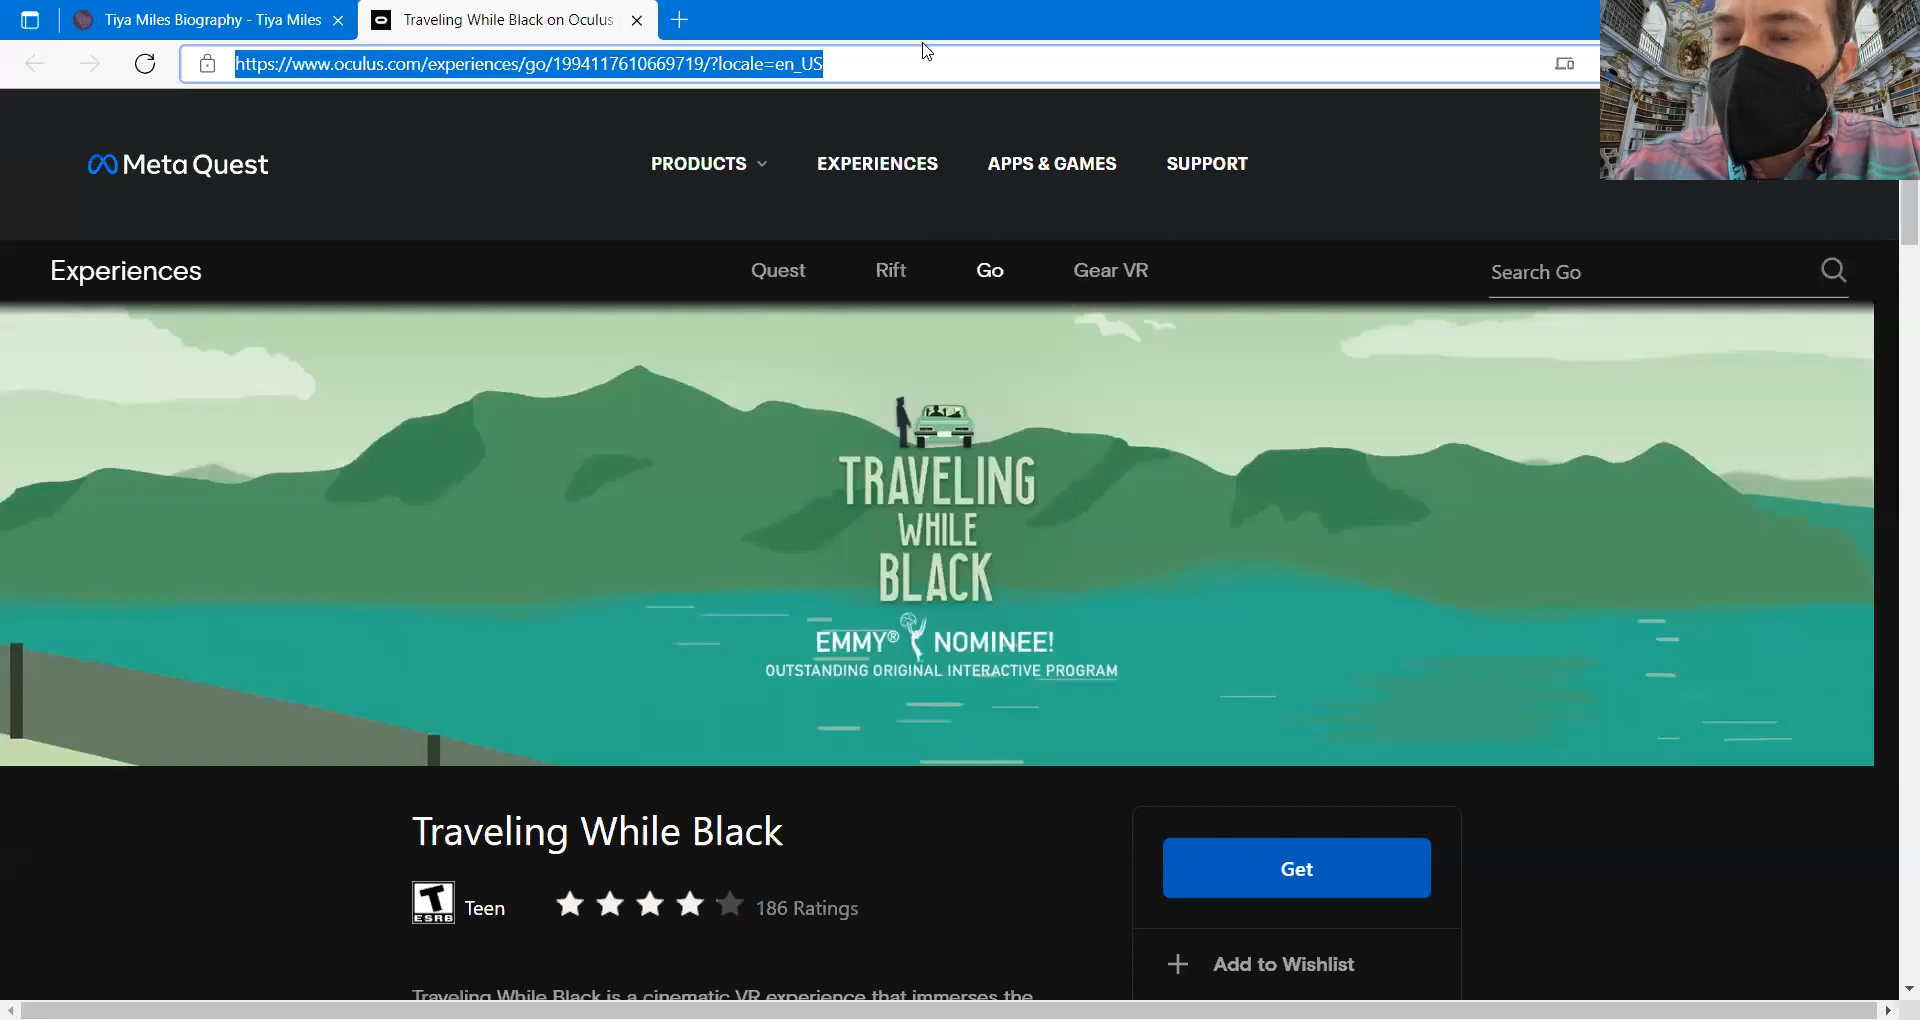 Tiya Miles Biography - Tiya Miles
Traveling While Black on Oculus
https://www.oculus.com/experiences/go/1994117610669719/?locale=en_US
Meta Quest
PRODUCTS
EXPERIENCES
APPS & GAMES
SUPPORT
Experiences
Quest
Rift
Go
Gear VR
Search Go
TRAVELING
WHILE
BLACK
EMMY® NOMINEE!
OUTSTANDING ORIGINAL INTERACTIVE PROGRAM
Traveling While Black
Get
T
ESRB
Teen
186 Ratings
Add to Wishlist
Traveling While Black is a cinematic VR experience that immerses the